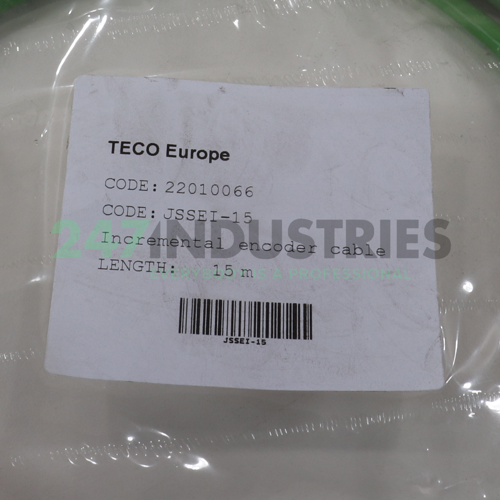 TECO Europe
CODE: 22010066
CODE: JSSEI-15
247INDUSTRIES
Incremental encoder cable
LENGTH: 15 m
JSSEI-15